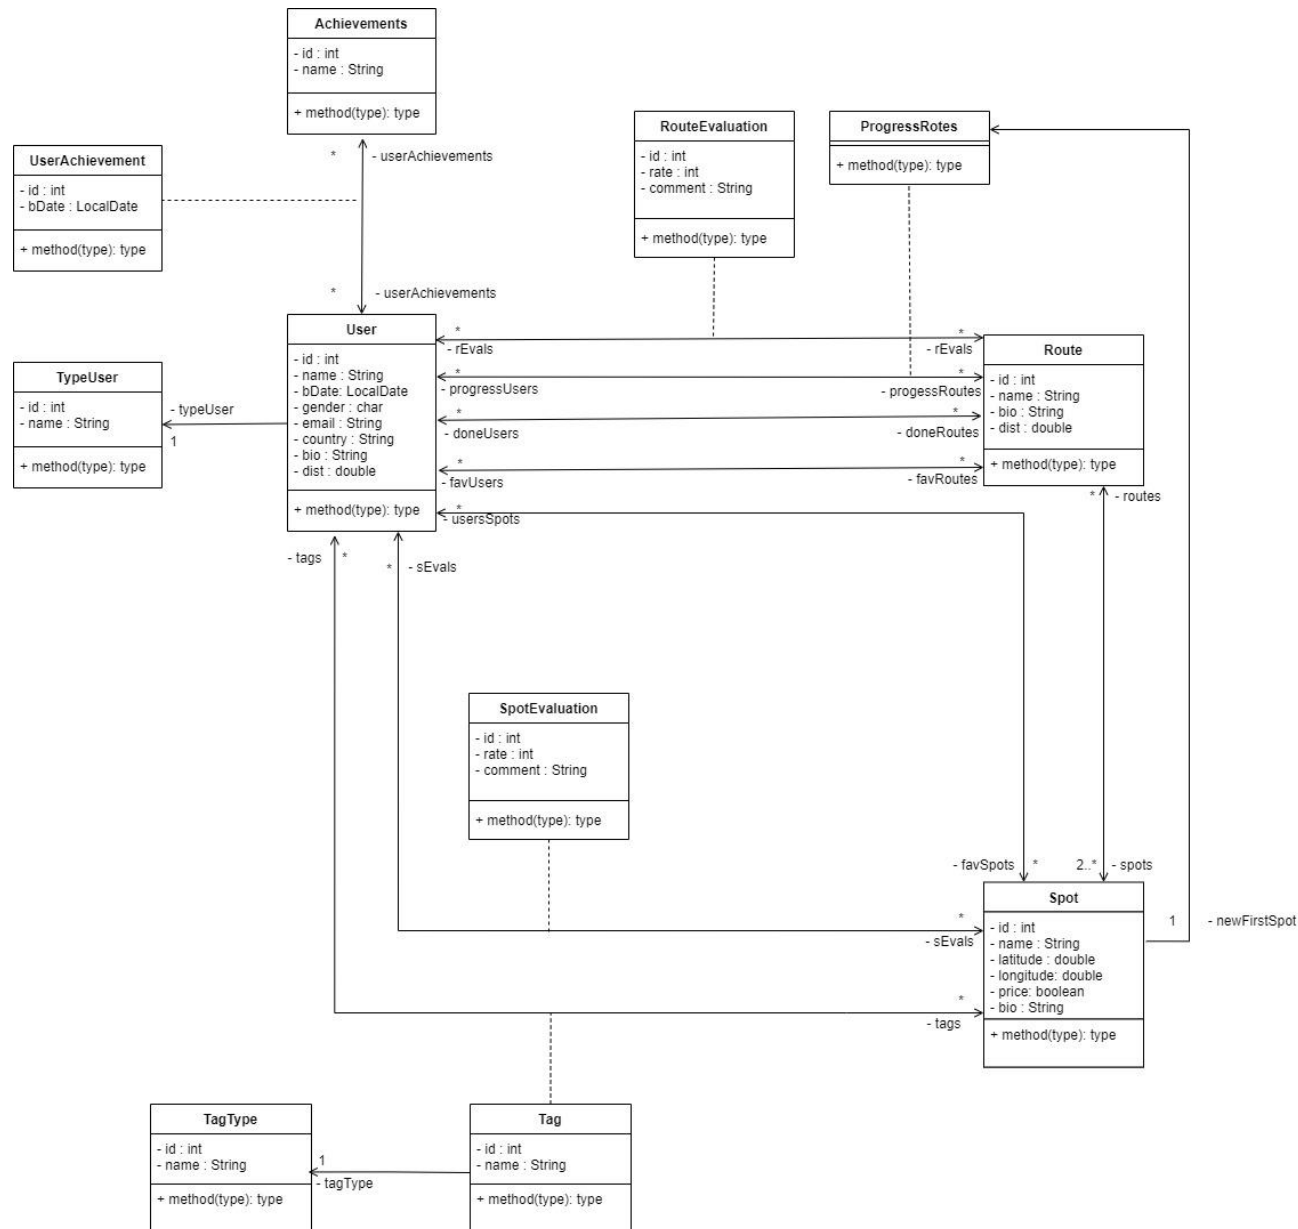 Achievements
- id : int
- name : String
+ method(type): type
* - userAchievements
UserAchievement
- id : int
- bDate : LocalDate
+ method(type): type
* - userAchievements
RouteEvaluation
- id : int
- rate : int
- comment : String
+ method(type): type
ProgressRotes
+ method(type): type
TypeUser
- id : int
- name : String
+ method(type): type
- typeUser
1
User
- id : int
- name : String
- bDate: LocalDate
- gender : char
- email : String
- country : String
- bio : String
- dist : double
+ method(type): type
* *
- rEvals - rEvals
* *
- progressUsers - progessRoutes
* *
- doneUsers - doneRoutes
* *
- favUsers - favRoutes
*
- usersSpots
Route
- id : int
- name : String
- bio : String
- dist : double
+ method(type): type
* - routes
- tags *
* - sEvals
SpotEvaluation
- id : int
- rate : int
- comment : String
+ method(type): type
- favSpots *
2..* - spots
*
- sEvals
Spot
- id : int
- name : String
- latitude : double
- longitude: double
- price: boolean
- bio : String
+ method(type): type
1 - newFirstSpot
*
- tags
TagType
- id : int
- name : String
+ method(type): type
1
- tagType
Tag
- id : int
- name : String
+ method(type): type